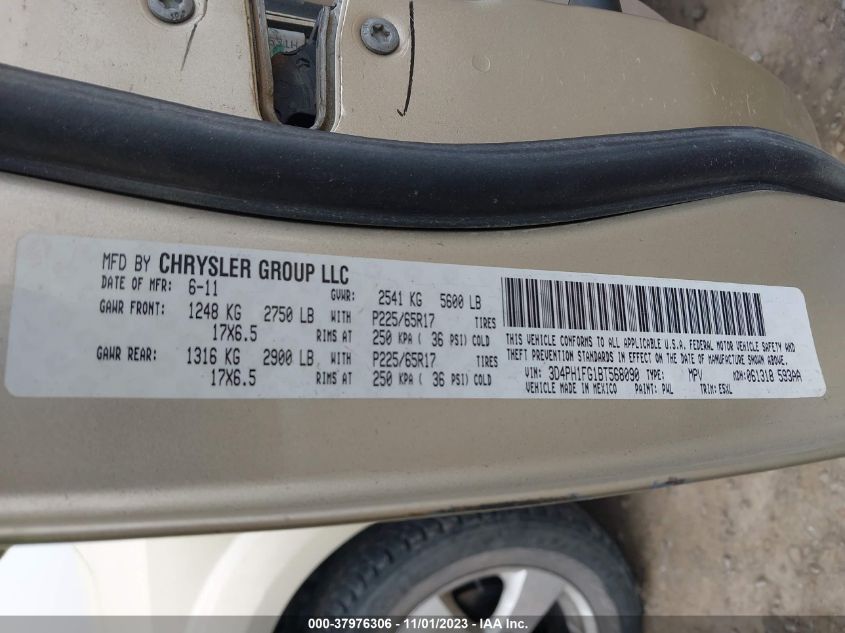 MFD BY CHRYSLER GROUP LLC
DATE OF MFR: 6-11 GVWR: 2541 KG 5600 LB
GAWR FRONT: 1248 KG 2750 LB WITH P225/65R17 TIRES
17X6.5 RIMS AT 250 KPA ( 36 PSI) COLD
GAWR REAR: 1316 KG 2900 LB WITH P225/65R17 TIRES
17X6.5 RIMS AT 250 KPA ( 36 PSI) COLD
THIS VEHICLE CONFORMS TO ALL APPLICABLE U.S.A. FEDERAL MOTOR VEHICLE SAFETY AND
THEFT PREVENTION STANDARDS IN EFFECT ON THE DATE OF MANUFACTURE SHOWN ABOVE.
VIN: 3D4PH1FG1BT568090 TYPE: MPV MDH: 061310 593AA
MADE IN MEXICO PAINT: PWL TRIM: ESXL
000-37976306 - 11/01/2023 - IAA Inc.